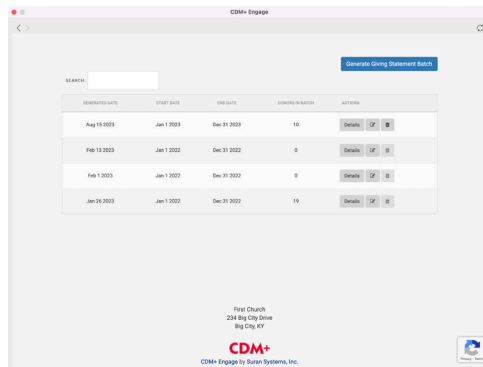 CDM+ Engage
Generate Giving Statement Batch
SEARCH:
GENERATED DATE START DATE END DATE DONORS IN BATCH ACTIONS
Aug 15 2023 Jan 1 2023 Dec 31 2023 10 Details
Feb 13 2023 Jan 1 2022 Dec 31 2022 0 Details
Feb 1 2023 Jan 1 2022 Dec 31 2022 0 Details
Jan 26 2023 Jan 1 2022 Dec 31 2022 19 Details
First Church
234 Big City Drive
Big City, KY
CDM+
CDM+ Engage by Suran Systems, Inc.
Privacy